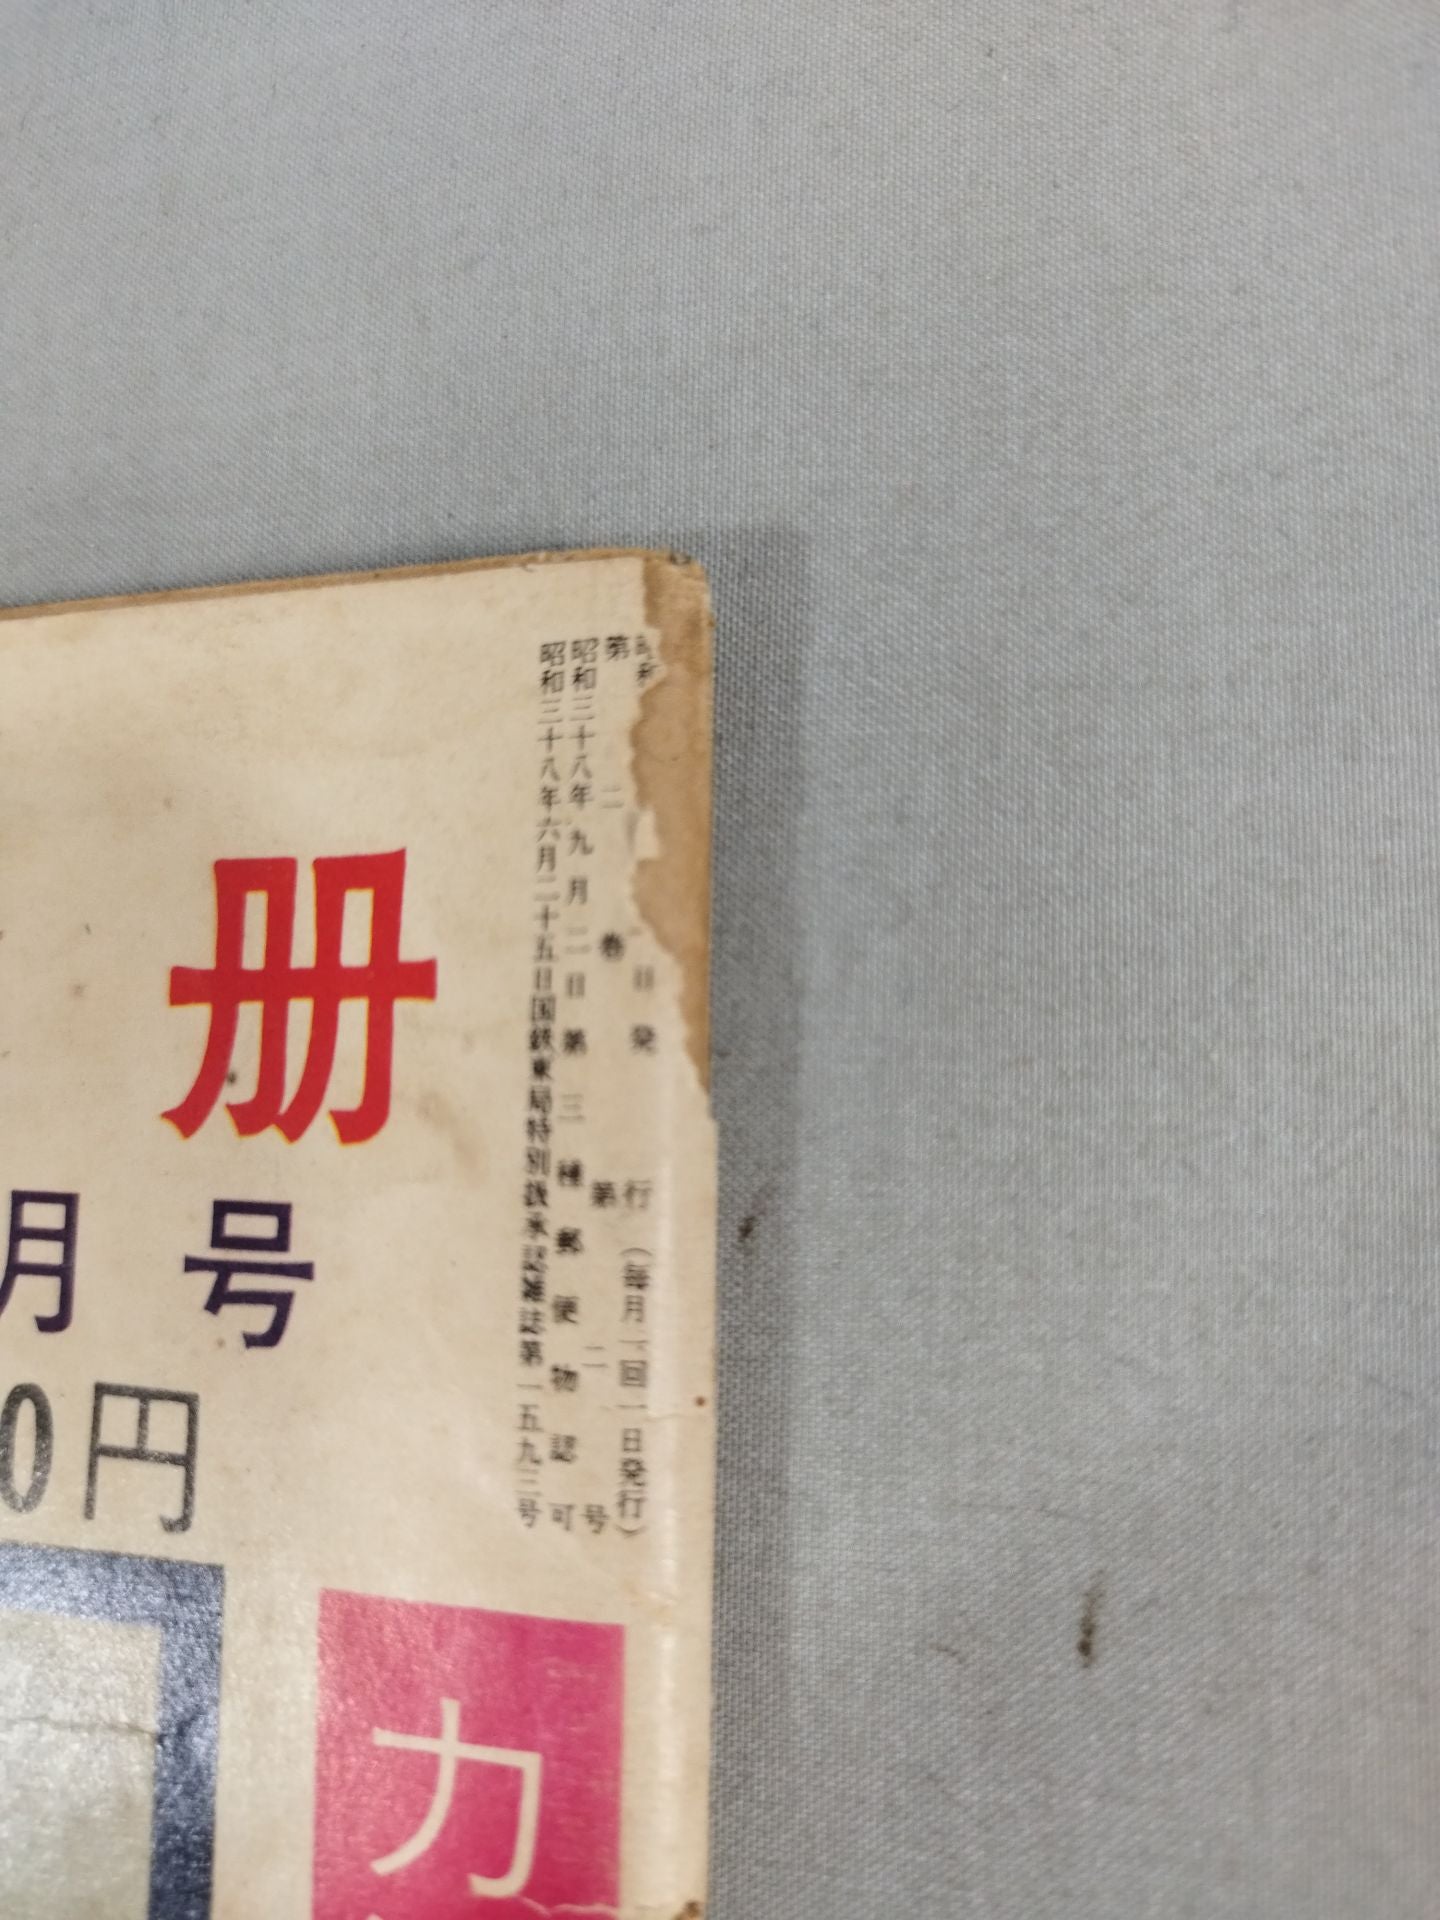 昭和 日発行（毎月一回一日発行）
第二巻第二号
昭和三十八年九月二日第三種郵便物認可
昭和三十八年六月二十五日国鉄東局特別扱承認雑誌第一五九三号
册
月号
0円
カ